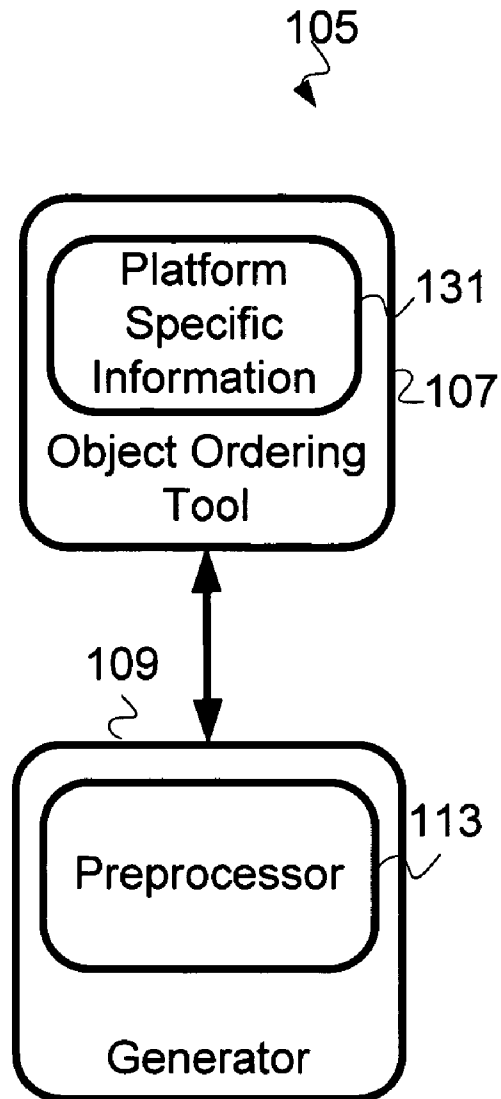 105
Platform
Specific
Information
131
107
Object Ordering
Tool
109
113
Preprocessor
Generator